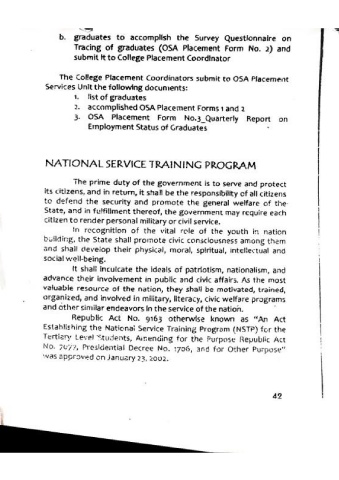 b. graduates to accomplish the Survey Questionnaire on
Tracing of graduates (OSA Placement Form No. 2) and
submit it to College Placement Coordinator
The College Placement Coordinators submit to OSA Placement
Services Unit the following documents:
1. list of graduates
2. accomplished OSA Placement Forms 1 and 2
3. OSA Placement Form No.3_Quarterly Report on
Employment Status of Graduates
NATIONAL SERVICE TRAINING PROGRAM
The prime duty of the government is to serve and protect
its citizens, and in return, it shall be the responsibility of all citizens
to defend the security and promote the general welfare of the
State, and in fulfillment thereof, the government may require each
citizen to render personal military or civil service.
In recognition of the vital role of the youth in nation
building, the State shall promote civic consciousness among them
and shall develop their physical, moral, spiritual, intellectual and
social well-being.
It shall inculcate the ideals of patriotism, nationalism, and
advance their involvement in public and civic affairs. As the most
valuable resource of the nation, they shall be motivated, trained,
organized, and involved in military, literacy, civic welfare programs
and other similar endeavors in the service of the nation.
Republic Act No. 9163 otherwise known as "An Act
Establishing the National Service Training Program (NSTP) for the
Tertiary Level Students, Amending for the Purpose Republic Act
No. 7077, Presidential Decree No. 1706, and for Other Purpose"
was approved on January 23, 2002.
42